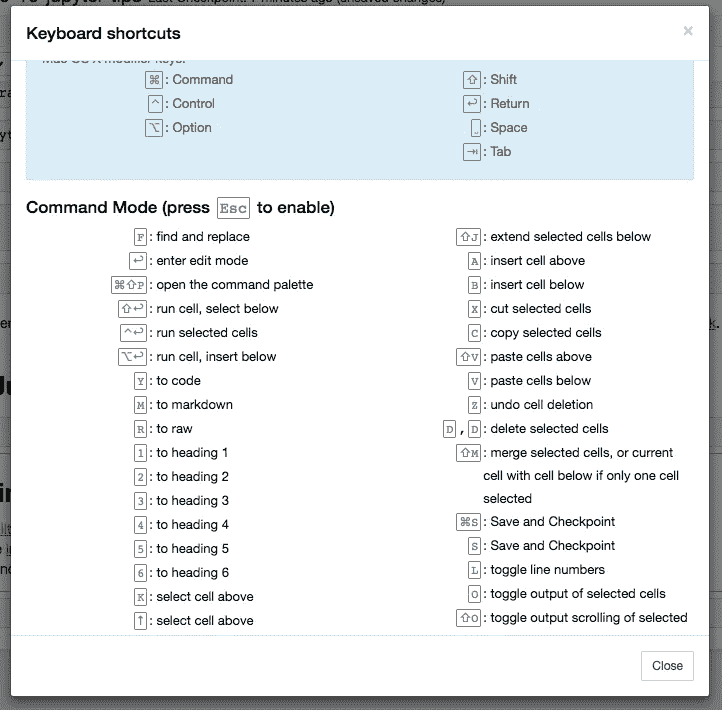 Keyboard shortcuts
×
Mac OS X modifier keys:
⌘: Command
^: Control
⌥: Option
⇧: Shift
↩: Return
␣: Space
⇥: Tab
Command Mode (press Esc to enable)
F: find and replace
↩: enter edit mode
⌘⇧P: open the command palette
⇧↩: run cell, select below
^↩: run selected cells
⌥↩: run cell, insert below
Y: to code
M: to markdown
R: to raw
1: to heading 1
2: to heading 2
3: to heading 3
4: to heading 4
5: to heading 5
6: to heading 6
K: select cell above
↑: select cell above
⇧J: extend selected cells below
A: insert cell above
B: insert cell below
X: cut selected cells
C: copy selected cells
⇧V: paste cells above
V: paste cells below
Z: undo cell deletion
D, D: delete selected cells
⇧M: merge selected cells, or current
cell with cell below if only one cell
selected
⌘S: Save and Checkpoint
S: Save and Checkpoint
L: toggle line numbers
O: toggle output of selected cells
⇧O: toggle output scrolling of selected
Close